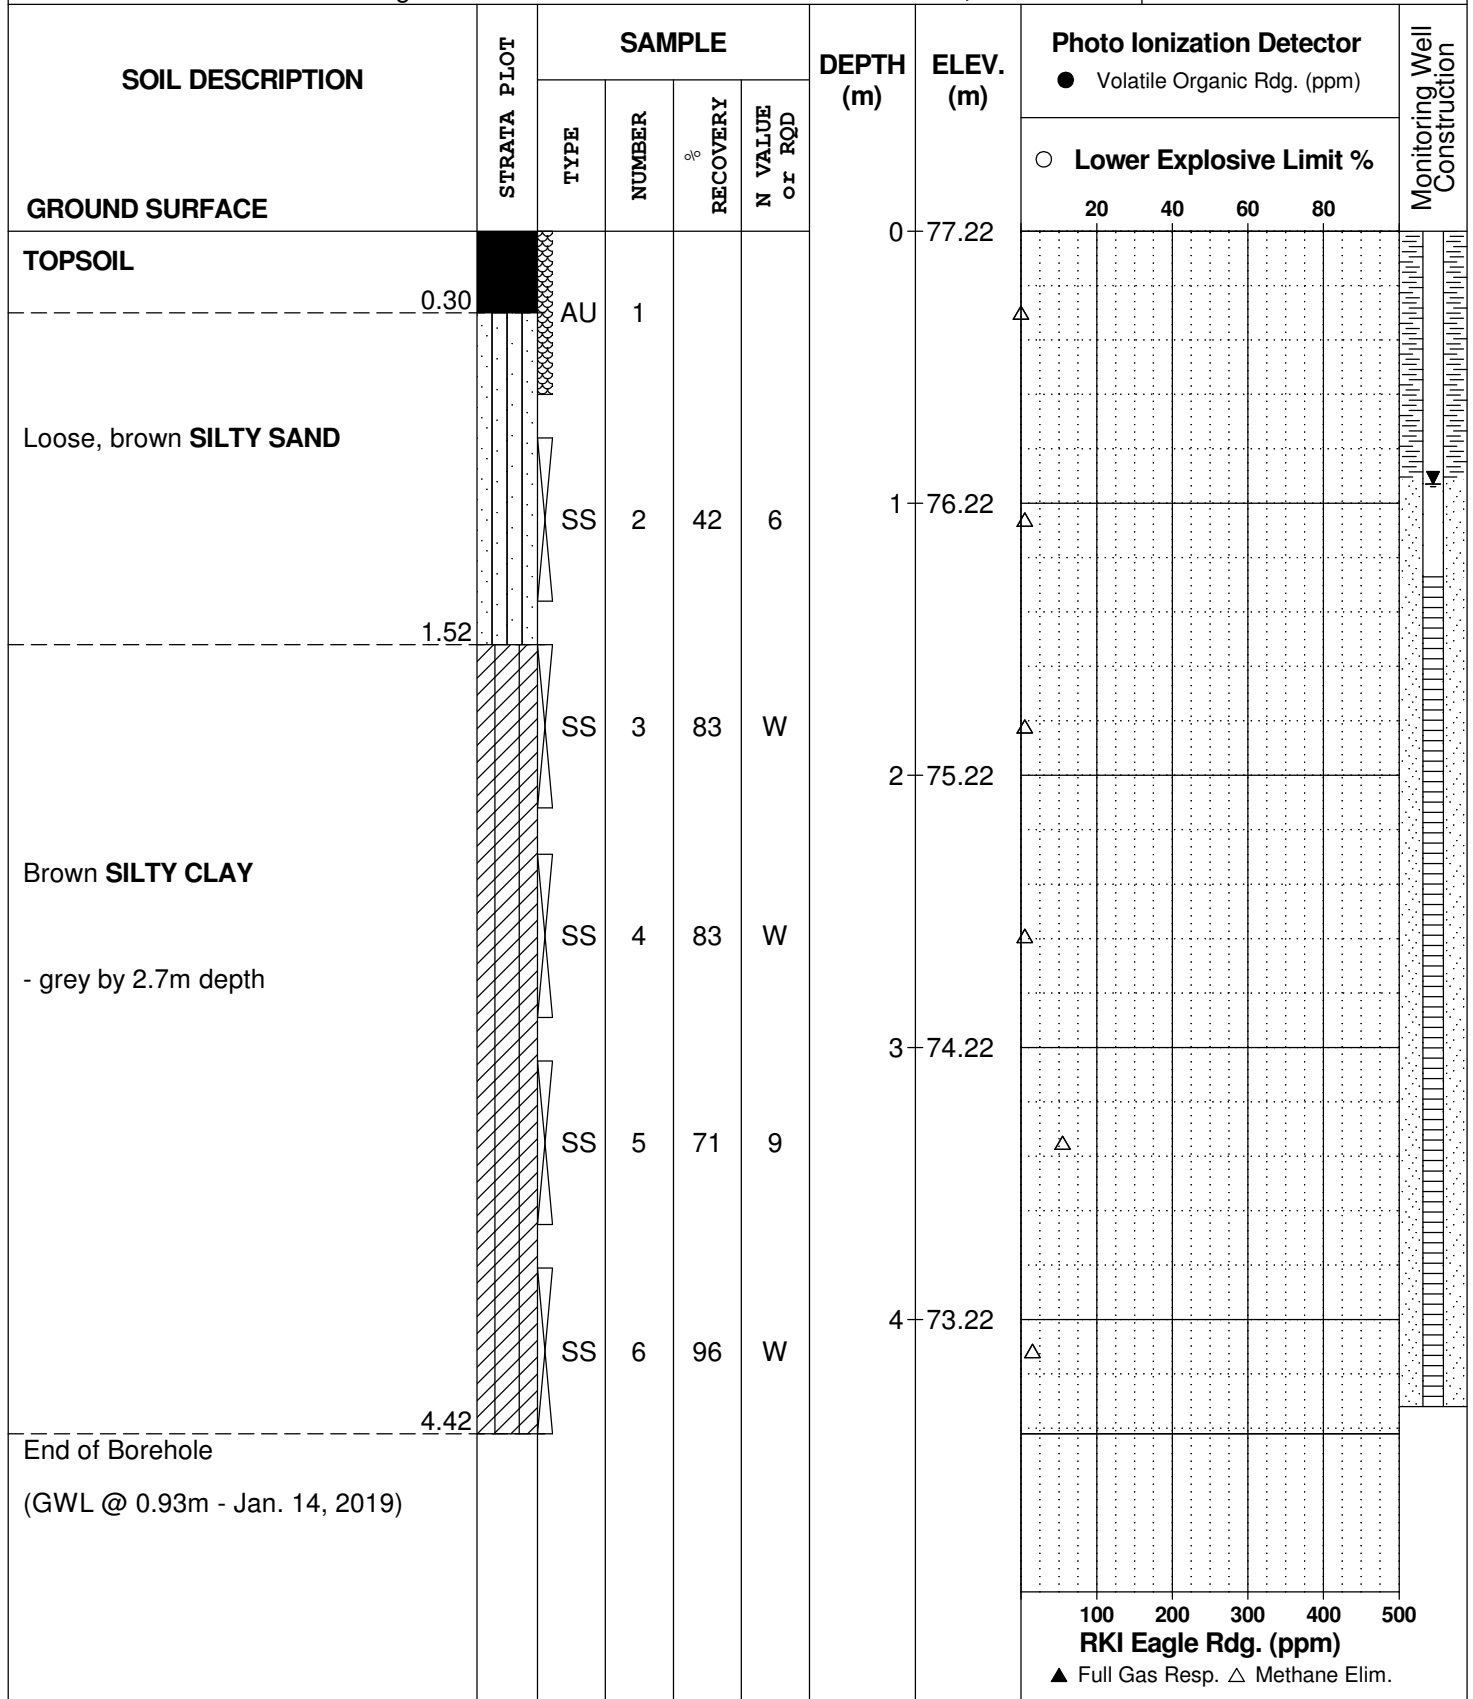 SOIL DESCRIPTION
GROUND SURFACE
STRATA PLOT
SAMPLE
TYPE
NUMBER
% RECOVERY
N VALUE
or RQD
DEPTH
(m)
ELEV.
(m)
Photo Ionization Detector
Volatile Organic Rdg. (ppm)
Lower Explosive Limit %
20 40 60 80
Monitoring Well
Construction
0 77.22
TOPSOIL
0.30
AU 1
Loose, brown SILTY SAND
1 76.22
SS 2 42 6
1.52
SS 3 83 W
2 75.22
Brown SILTY CLAY
SS 4 83 W
- grey by 2.7m depth
3 74.22
SS 5 71 9
4 73.22
SS 6 96 W
4.42
End of Borehole
(GWL @ 0.93m - Jan. 14, 2019)
100 200 300 400 500
RKI Eagle Rdg. (ppm)
▲ Full Gas Resp. △ Methane Elim.